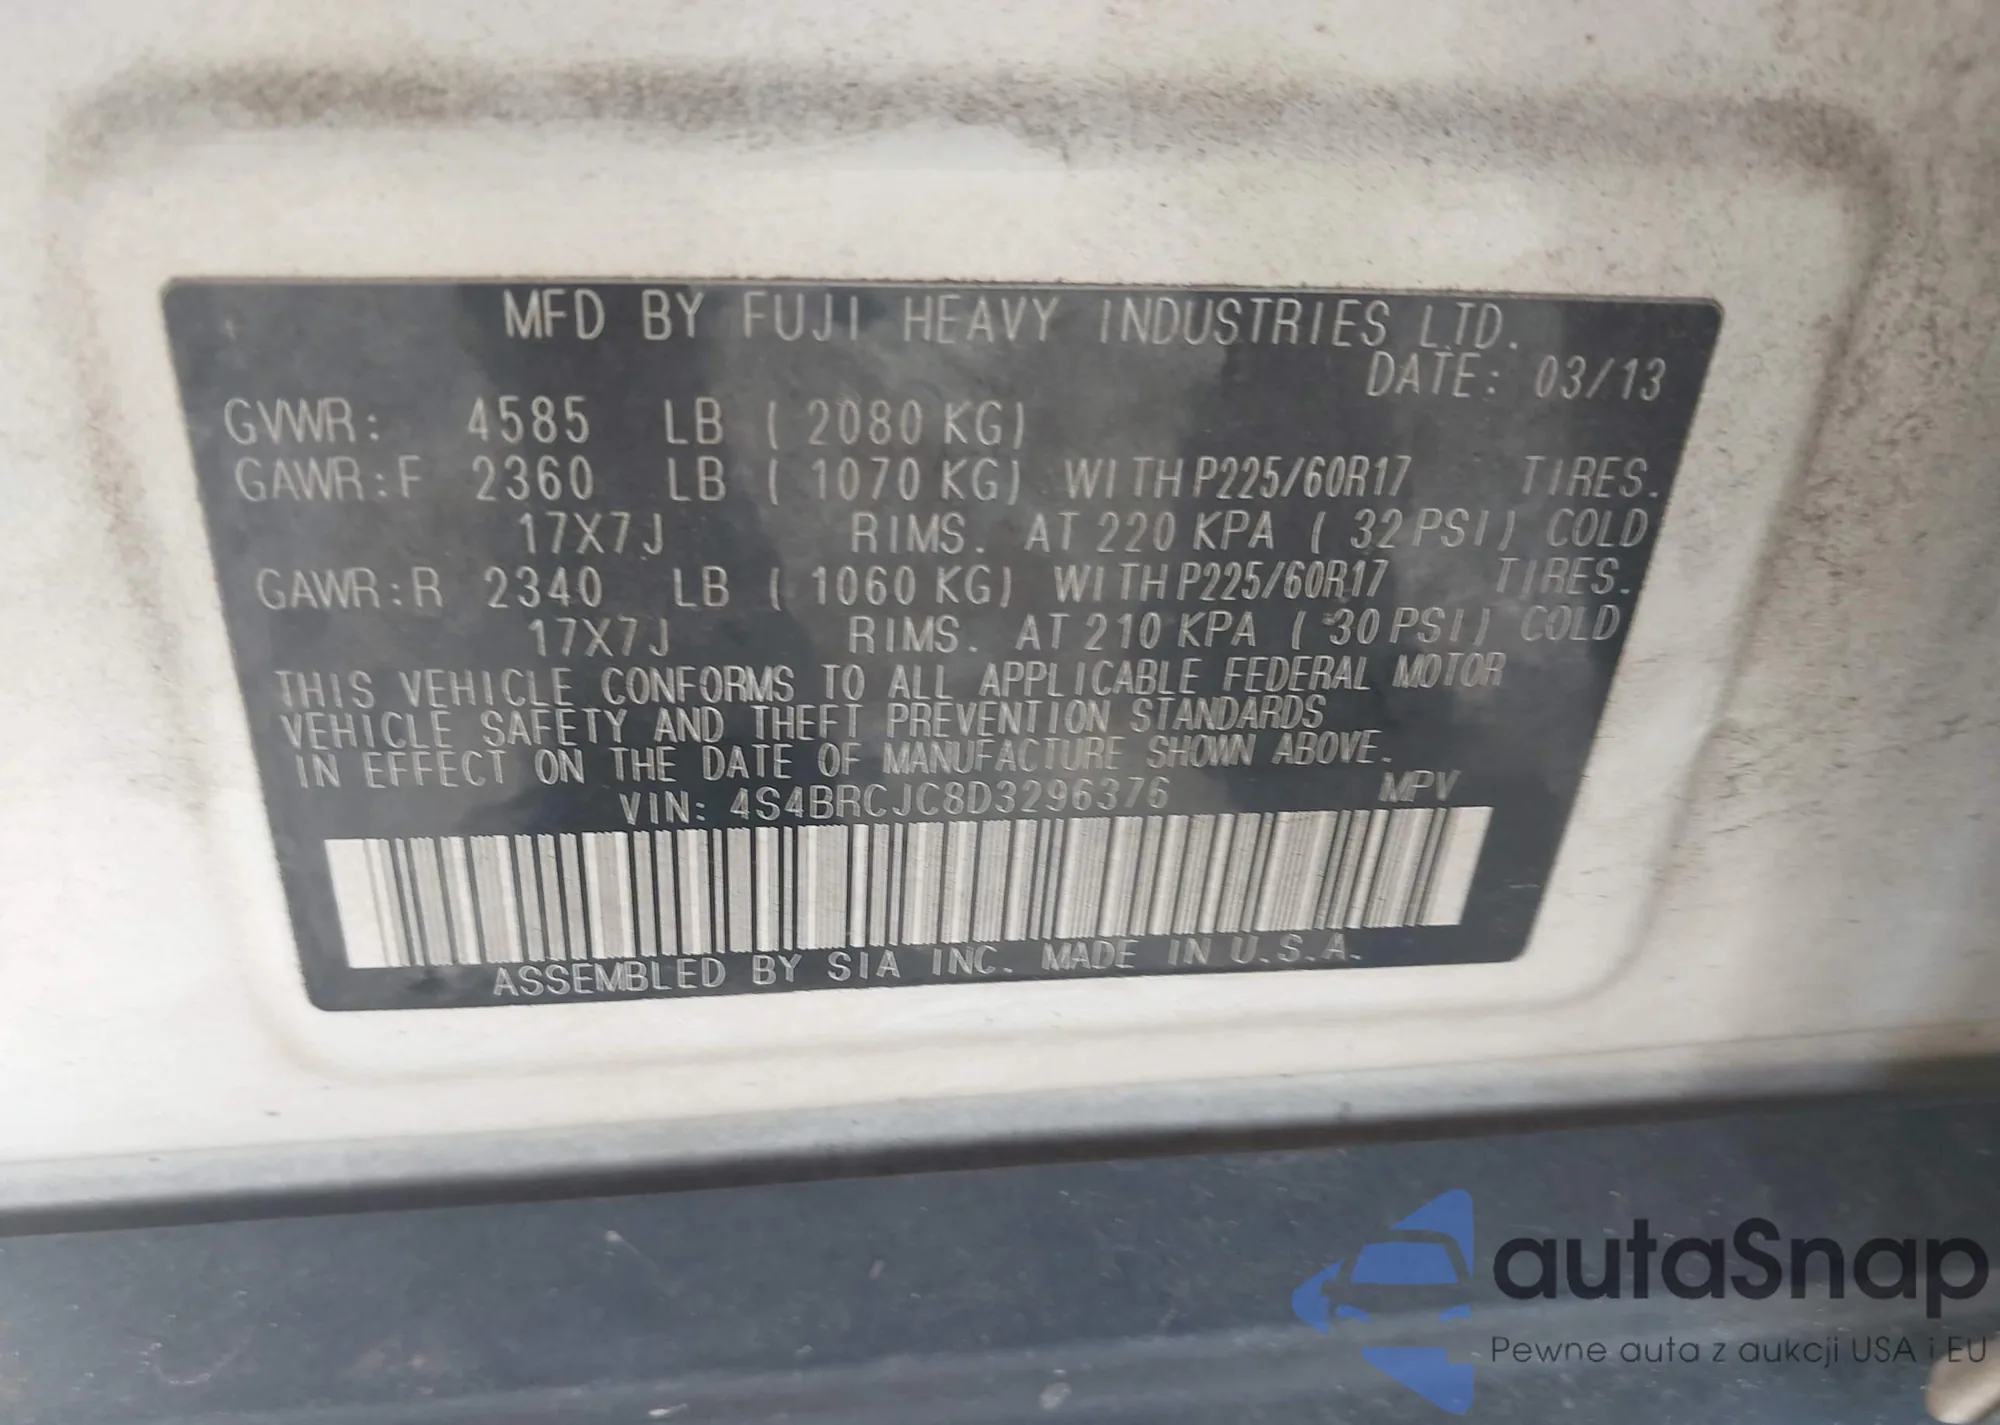 MFD BY FUJI HEAVY INDUSTRIES LTD.
DATE: 03/13
GVWR: 4585 LB ( 2080 KG)
GAWR:F 2360 LB ( 1070 KG) WITH P225/60R17 TIRES.
17X7J RIMS. AT 220 KPA ( 32 PSI) COLD
GAWR:R 2340 LB ( 1060 KG) WITH P225/60R17 TIRES.
17X7J RIMS. AT 210 KPA ( 30 PSI) COLD
THIS VEHICLE CONFORMS TO ALL APPLICABLE FEDERAL MOTOR
VEHICLE SAFETY AND THEFT PREVENTION STANDARDS
IN EFFECT ON THE DATE OF MANUFACTURE SHOWN ABOVE.
VIN: 4S4BRCJC8D3296376 MPV
ASSEMBLED BY SIA INC. MADE IN U.S.A.
autaSnap
Pewne auta z aukcji USA i EU